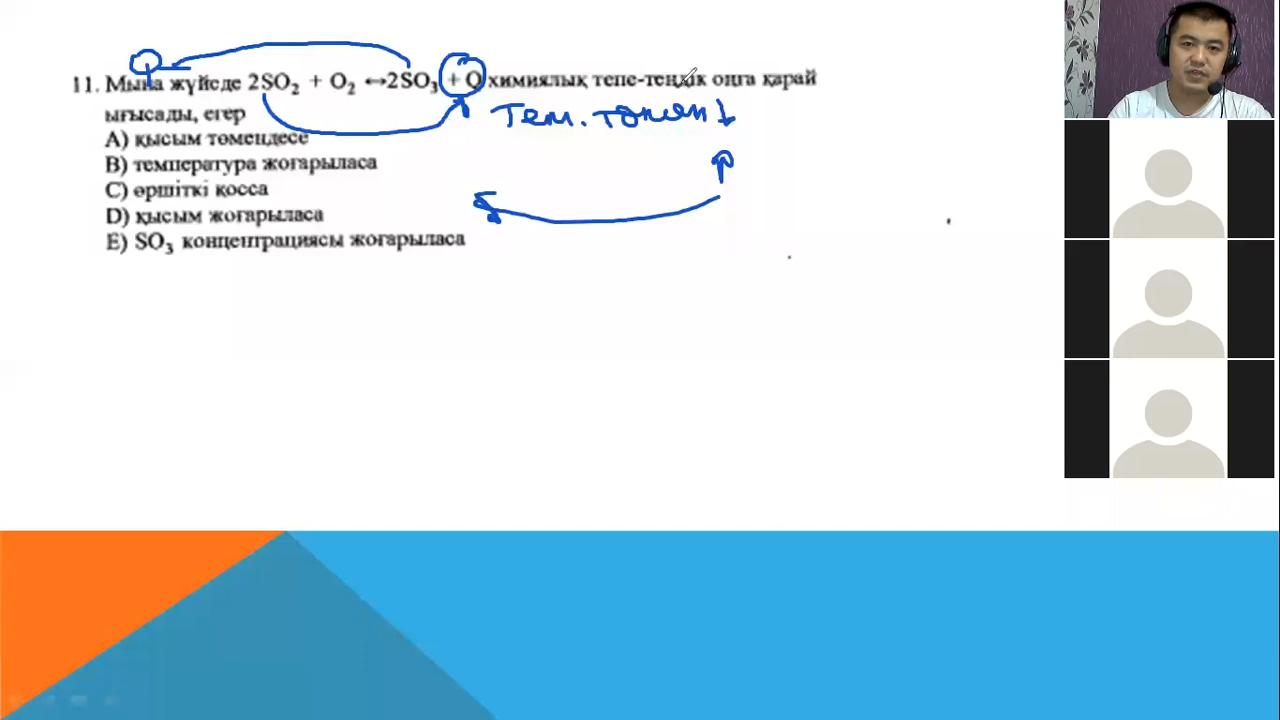 11. Мына жүйеде 2SO₂ + O₂ ↔2SO₃ + Q химиялық тепе-теңдік оңға қарай
ығысады, егер
Тем. төмен↓
A) қысым төмендесе
B) температура жоғарыласа
C) өршіткі қосса
D) қысым жоғарыласа
E) SO₃ концентрациясы жоғарыласа